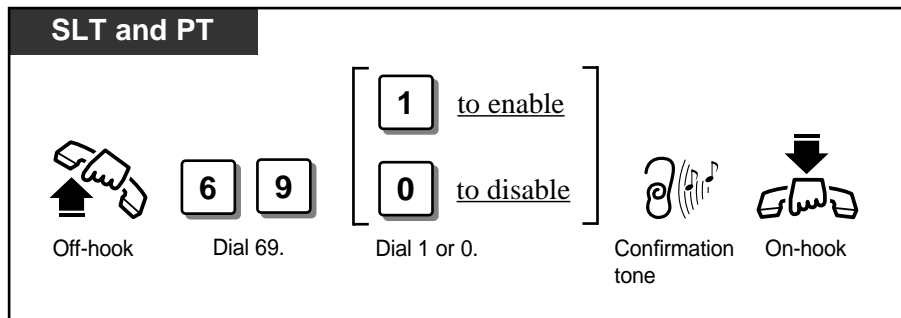 SLT and PT
1 to enable
6 9
0 to disable
Off-hook Dial 69. Dial 1 or 0. Confirmation tone On-hook